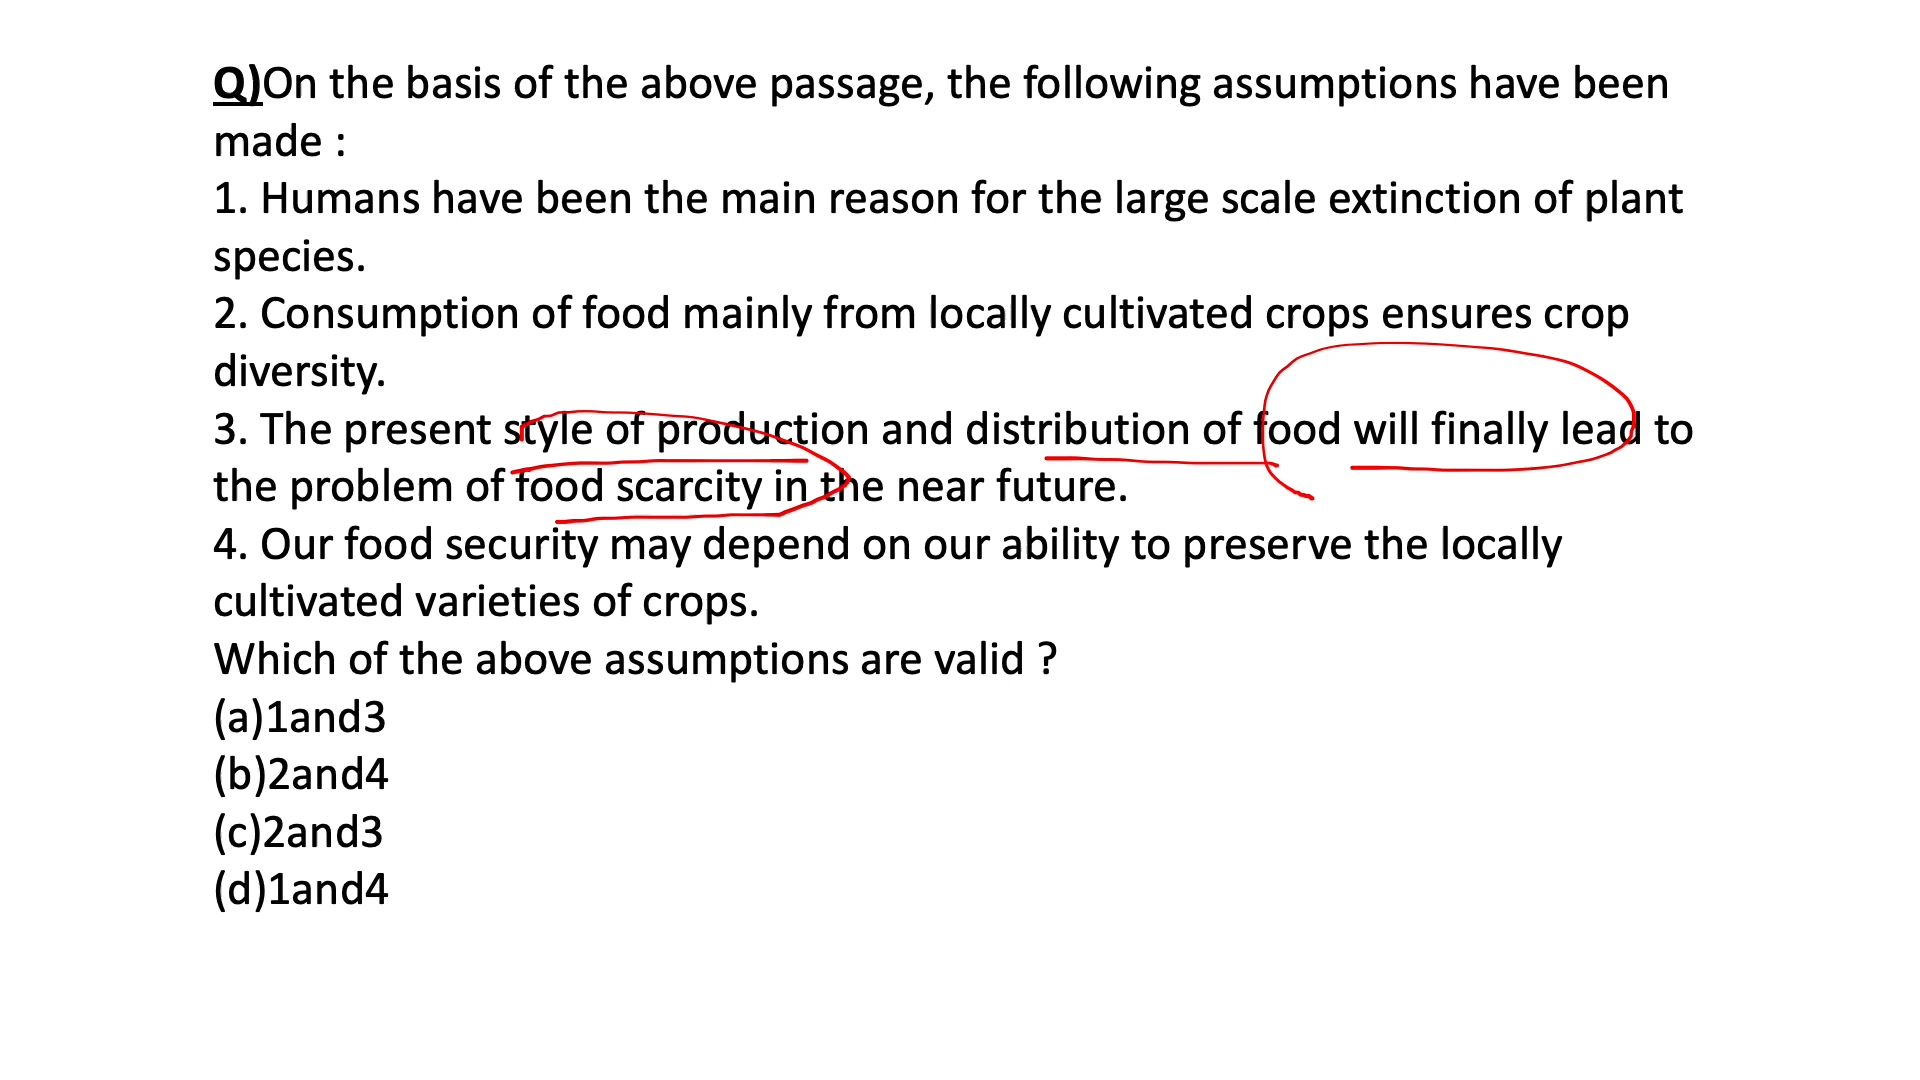 Q)On the basis of the above passage, the following assumptions have been
made :
1. Humans have been the main reason for the large scale extinction of plant
species.
2. Consumption of food mainly from locally cultivated crops ensures crop
diversity.
3. The present style of production and distribution of food will finally lead to
the problem of food scarcity in the near future.
4. Our food security may depend on our ability to preserve the locally
cultivated varieties of crops.
Which of the above assumptions are valid ?
(a)1and3
(b)2and4
(c)2and3
(d)1and4